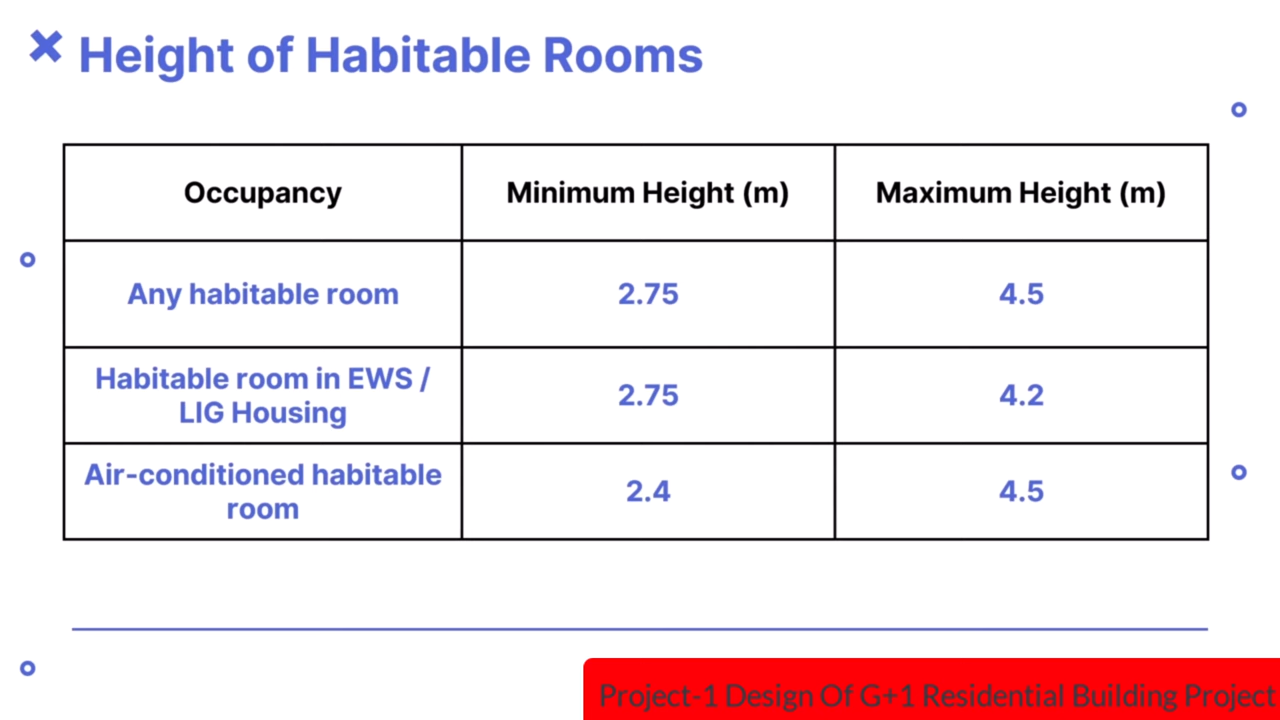 Height of Habitable Rooms
Occupancy Minimum Height (m) Maximum Height (m)
Any habitable room 2.75 4.5
Habitable room in EWS /
LIG Housing 2.75 4.2
Air-conditioned habitable
room 2.4 4.5
Project-1 Design Of G+1 Residential Building Project